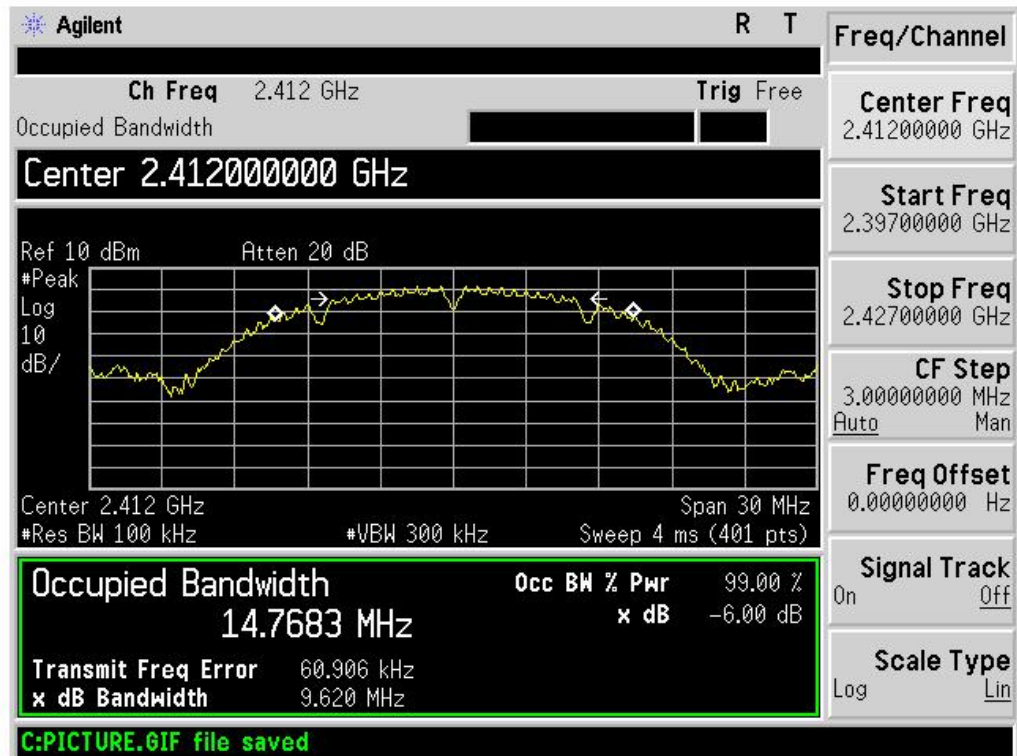 Agilent
R T
Ch Freq 2.412 GHz
Trig Free
Occupied Bandwidth
Center 2.412000000 GHz
Ref 10 dBm
Atten 20 dB
#Peak
Log
10
dB/
Center 2.412 GHz
Span 30 MHz
#Res BW 100 kHz
#VBW 300 kHz
Sweep 4 ms (401 pts)
Occupied Bandwidth
14.7683 MHz
Occ BW % Pwr 99.00 %
x dB -6.00 dB
Transmit Freq Error 60.906 kHz
x dB Bandwidth 9.620 MHz
C:PICTURE.GIF file saved
Freq/Channel
Center Freq
2.41200000 GHz
Start Freq
2.39700000 GHz
Stop Freq
2.42700000 GHz
CF Step
3.00000000 MHz
Auto Man
Freq Offset
0.00000000 Hz
Signal Track
On Off
Scale Type
Log Lin